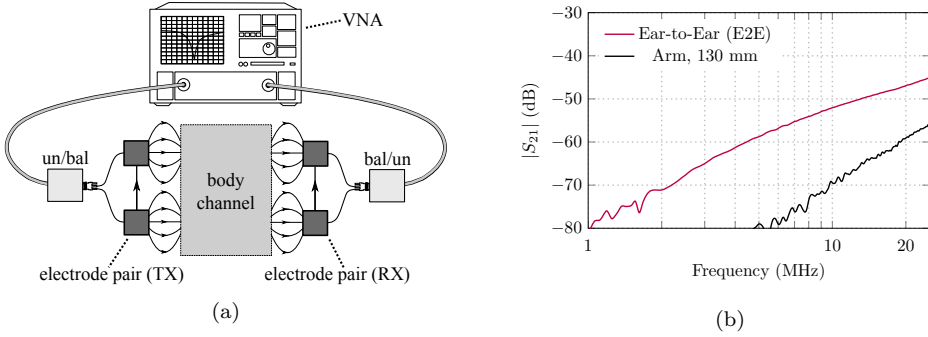 VNA
un/bal
bal/un
body
channel
electrode pair (TX)
electrode pair (RX)
(a)
−30
−40
−50
−60
−70
−80
|S21| (dB)
Ear-to-Ear (E2E)
Arm, 130 mm
1
10
20
Frequency (MHz)
(b)